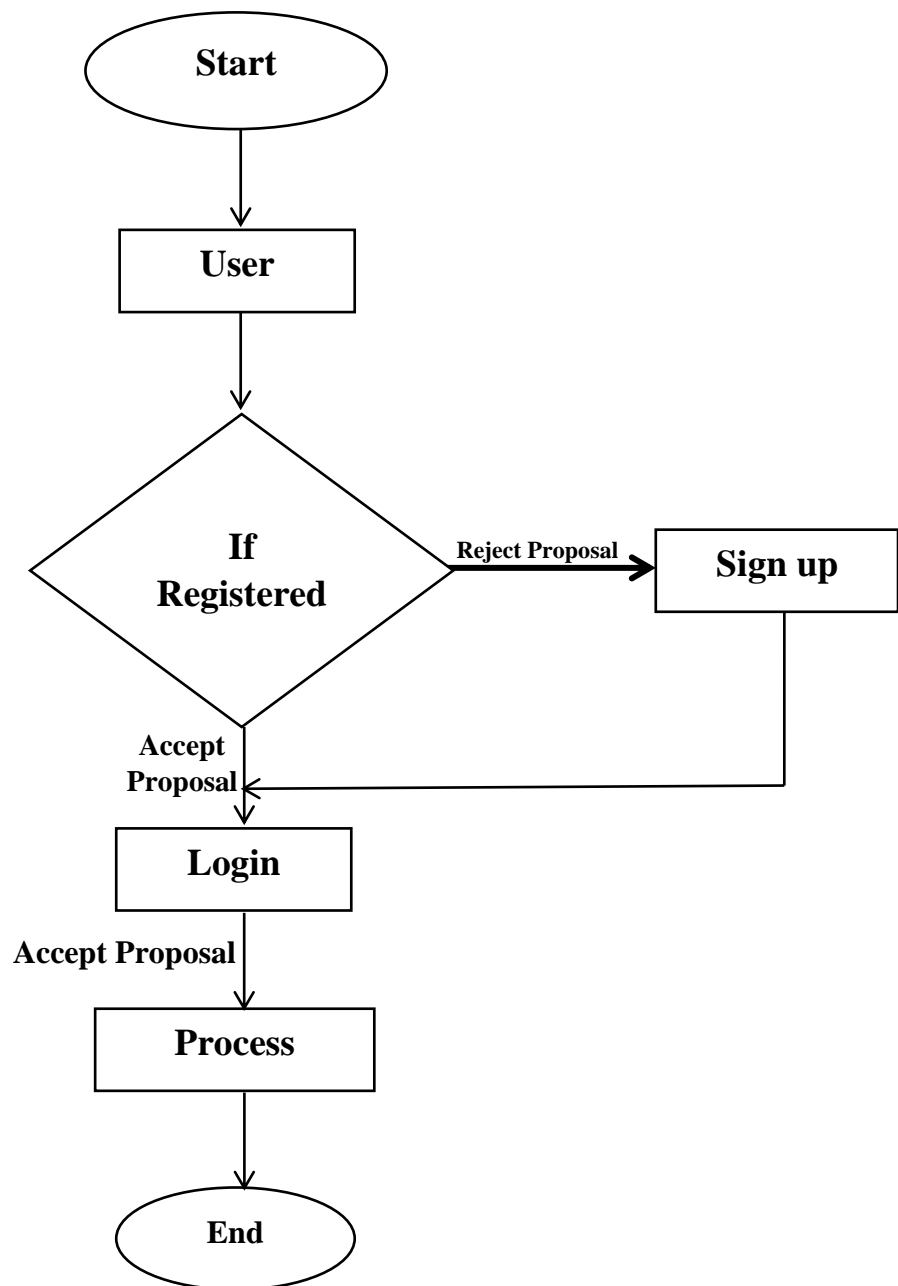 Start
User
If
Registered
Reject Proposal
Sign up
Accept
Proposal
Login
Accept Proposal
Process
End